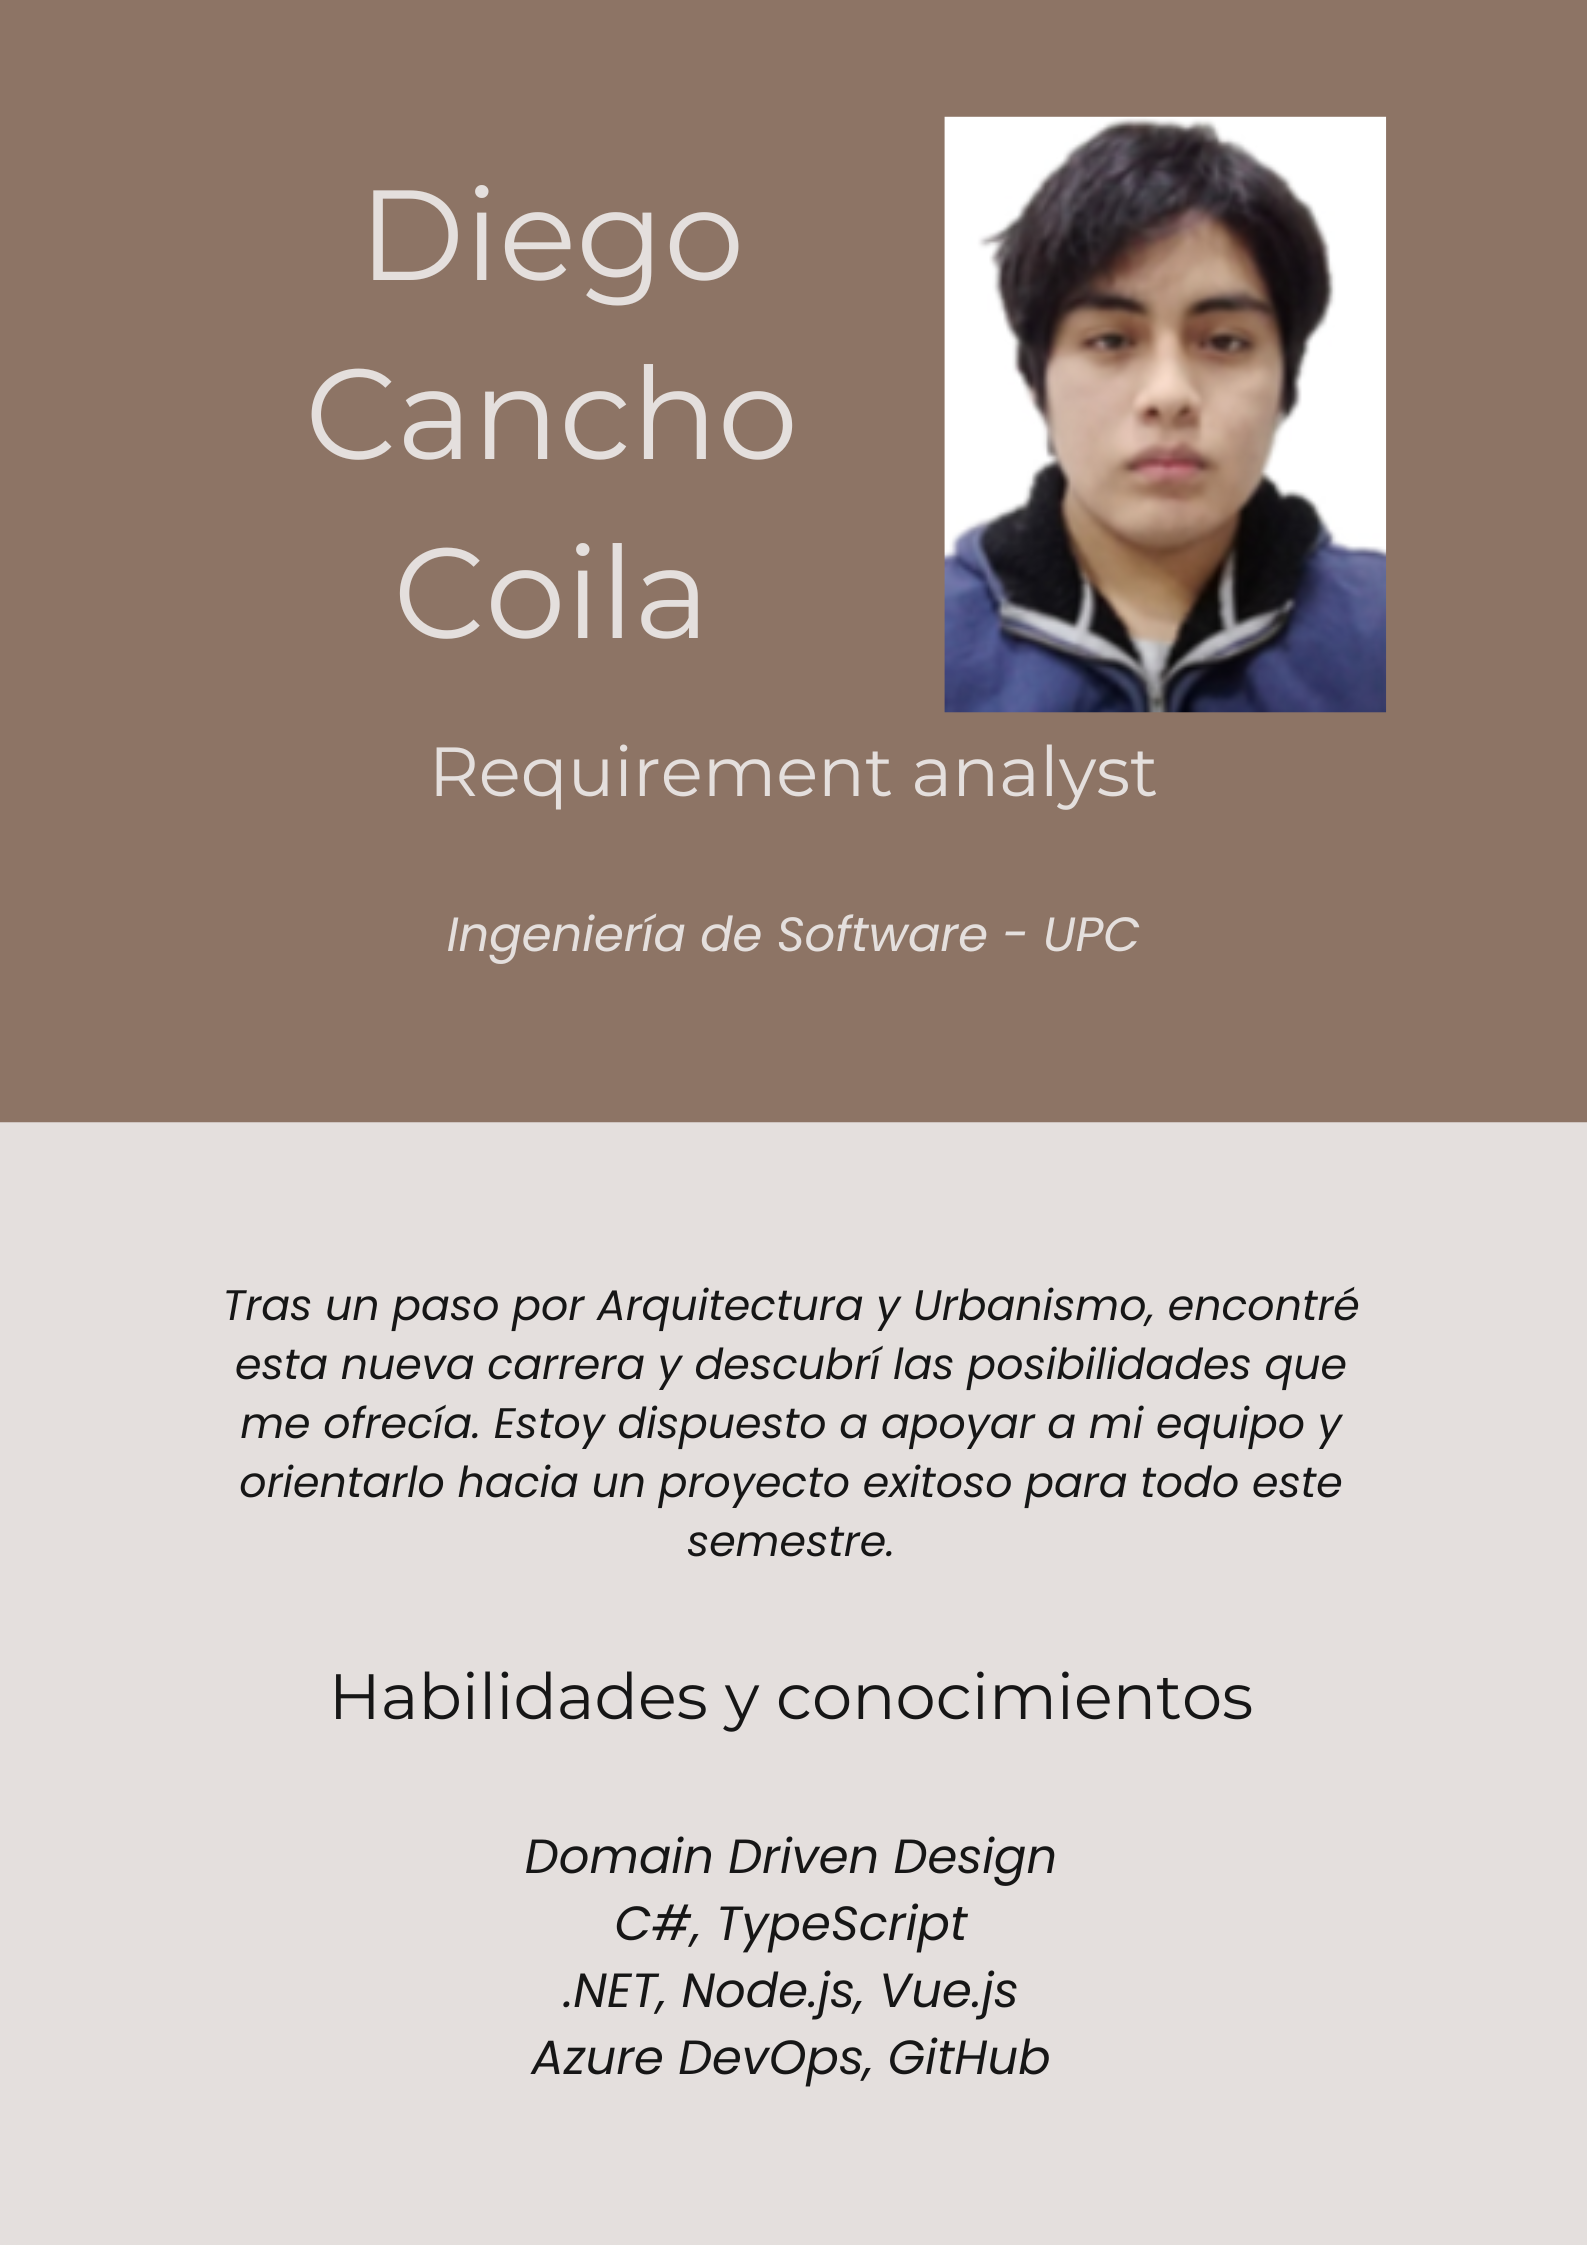 Diego
Cancho
Coila
Requirement analyst
Ingeniería de Software - UPC
Tras un paso por Arquitectura y Urbanismo, encontré
esta nueva carrera y descubrí las posibilidades que
me ofrecía. Estoy dispuesto a apoyar a mi equipo y
orientarlo hacia un proyecto exitoso para todo este
semestre.
Habilidades y conocimientos
Domain Driven Design
C#, TypeScript
.NET, Node.js, Vue.js
Azure DevOps, GitHub